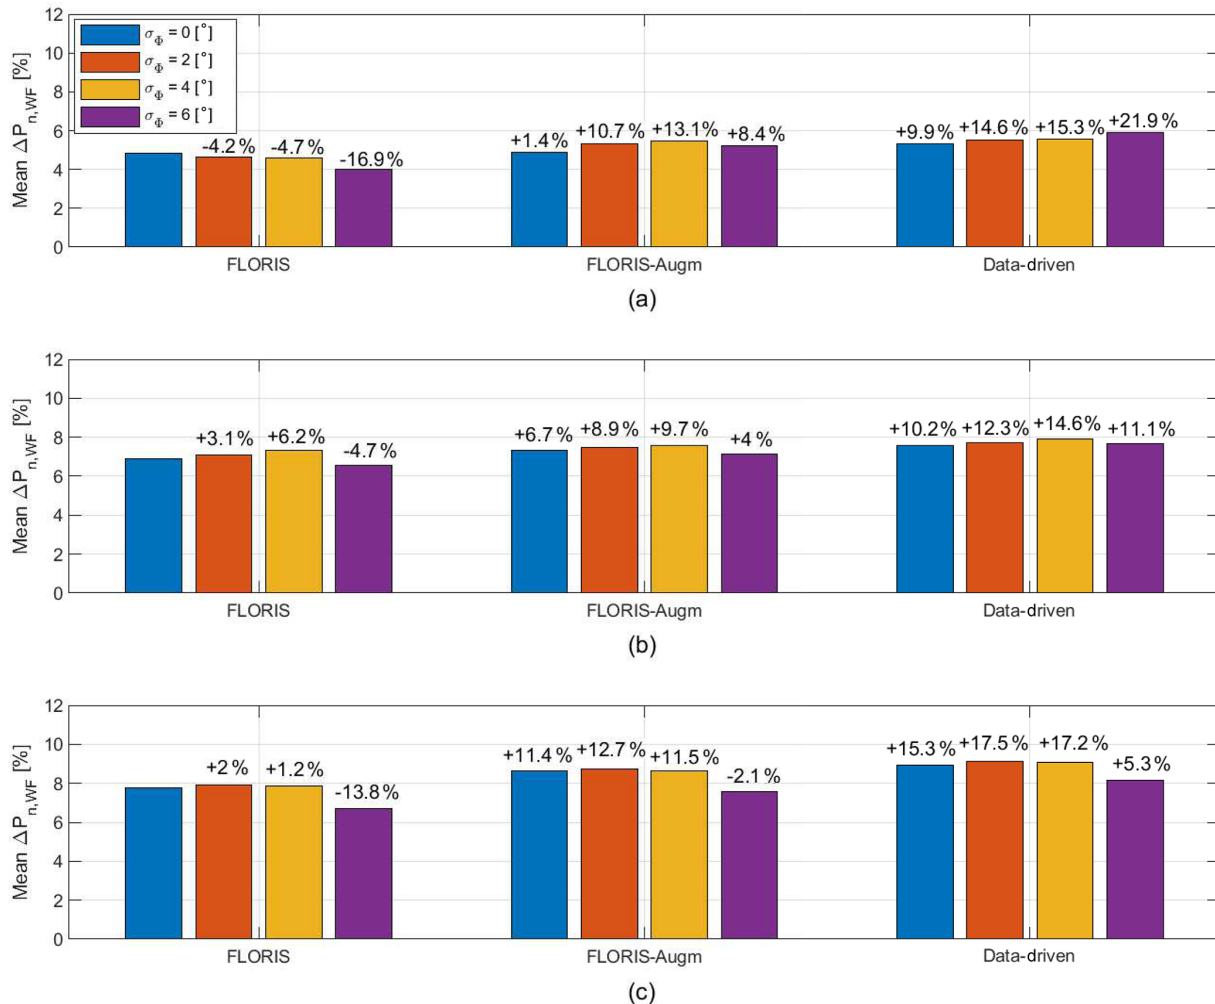 12
10
8
6
4
2
0
Mean ΔP n,WF [%]
σΦ = 0 [°]
σΦ = 2 [°]
σΦ = 4 [°]
σΦ = 6 [°]
-4.2 %
-4.7 %
-16.9 %
+1.4 %
+10.7 %
+13.1%
+8.4 %
+9.9 %
+14.6 %
+15.3 %
+21.9 %
FLORIS
FLORIS-Augm
Data-driven
(a)
12
10
8
6
4
2
0
Mean ΔP n,WF [%]
+3.1 %
+6.2 %
-4.7 %
+6.7 %
+8.9 %
+9.7 %
+4 %
+10.2 %
+12.3 %
+14.6 %
+11.1 %
FLORIS
FLORIS-Augm
Data-driven
(b)
12
10
8
6
4
2
0
Mean ΔP n,WF [%]
+2 %
+1.2 %
-13.8 %
+11.4 %
+12.7 %
+11.5 %
-2.1 %
+15.3 %
+17.5 %
+17.2 %
+5.3 %
FLORIS
FLORIS-Augm
Data-driven
(c)